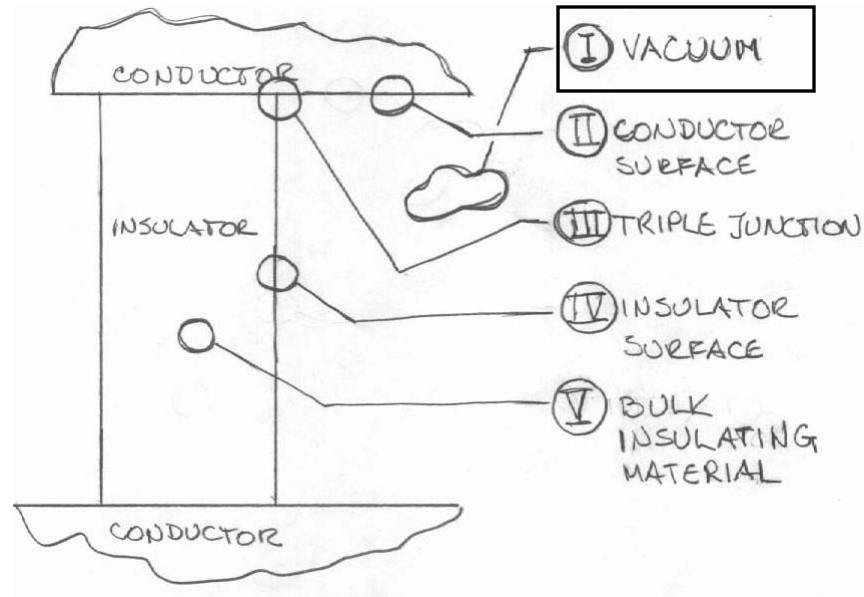 CONDUCTOR
I VACUUM
II CONDUCTOR
SURFACE
INSULATOR
III TRIPLE JUNCTION
IV INSULATOR
SURFACE
V BULK
INSULATING
MATERIAL
CONDUCTOR